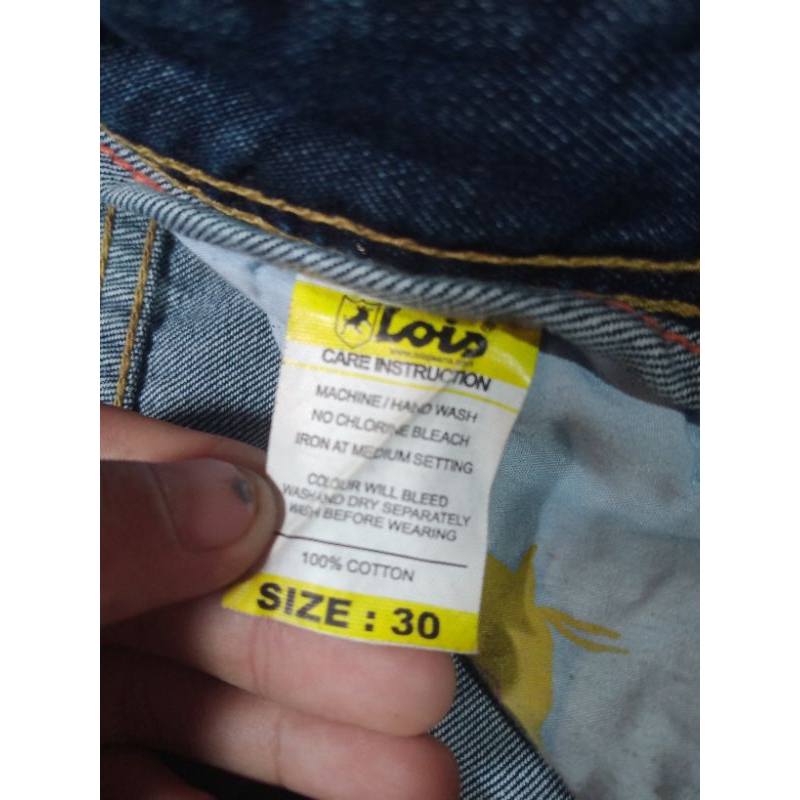 Lois®
CARE INSTRUCTION
MACHINE / HAND WASH
NO CHLORINE BLEACH
IRON AT MEDIUM SETTING
COLOUR WILL BLEED
WASH AND DRY SEPARATELY
WASH BEFORE WEARING
100% COTTON
SIZE : 30